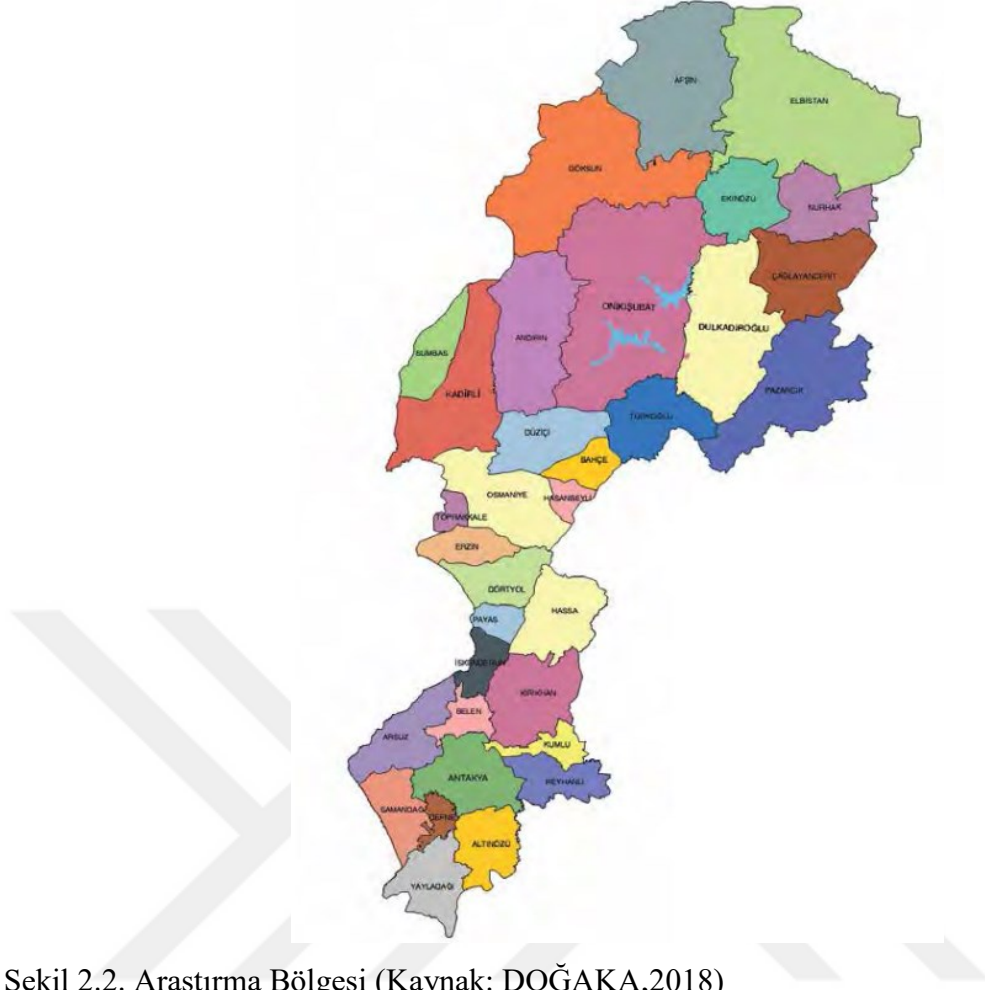 AFŞİN
ELBİSTAN
GÖKSUN
EKİNÖZÜ
NURHAK
ÇAĞLAYANCERİT
ONİKİŞUBAT
DULKADİROĞLU
ANDIRIN
SUMBAS
KADİRLİ
PAZARCIK
TÜRKOĞLU
DÜZİÇİ
BAHÇE
OSMANİYE
HASANBEYLİ
TOPRAKKALE
ERZİN
DÖRTYOL
HASSA
PAYAS
İSKENDERUN
KIRIKHAN
BELEN
ARSUZ
KUMLU
ANTAKYA
REYHANLI
SAMANDAĞ
DEFNE
ALTINÖZÜ
YAYLADAĞI
Şekil 2.2. Araştırma Bölgesi (Kaynak: DOĞAKA,2018)